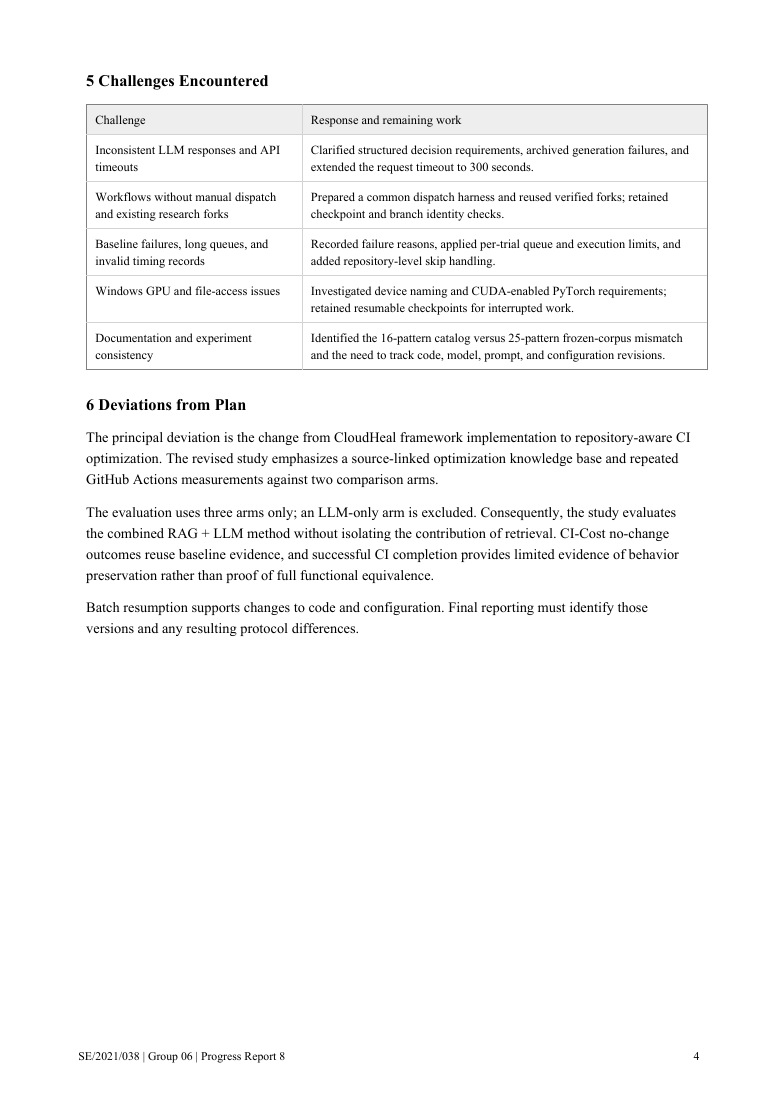 5 Challenges Encountered
Challenge
Response and remaining work
Inconsistent LLM responses and API
timeouts
Clarified structured decision requirements, archived generation failures, and
extended the request timeout to 300 seconds.
Workflows without manual dispatch
and existing research forks
Prepared a common dispatch harness and reused verified forks; retained
checkpoint and branch identity checks.
Baseline failures, long queues, and
invalid timing records
Recorded failure reasons, applied per-trial queue and execution limits, and
added repository-level skip handling.
Windows GPU and file-access issues
Investigated device naming and CUDA-enabled PyTorch requirements;
retained resumable checkpoints for interrupted work.
Documentation and experiment
consistency
Identified the 16-pattern catalog versus 25-pattern frozen-corpus mismatch
and the need to track code, model, prompt, and configuration revisions.
6 Deviations from Plan
The principal deviation is the change from CloudHeal framework implementation to repository-aware CI
optimization. The revised study emphasizes a source-linked optimization knowledge base and repeated
GitHub Actions measurements against two comparison arms.
The evaluation uses three arms only; an LLM-only arm is excluded. Consequently, the study evaluates
the combined RAG + LLM method without isolating the contribution of retrieval. CI-Cost no-change
outcomes reuse baseline evidence, and successful CI completion provides limited evidence of behavior
preservation rather than proof of full functional equivalence.
Batch resumption supports changes to code and configuration. Final reporting must identify those
versions and any resulting protocol differences.
SE/2021/038 | Group 06 | Progress Report 8
4